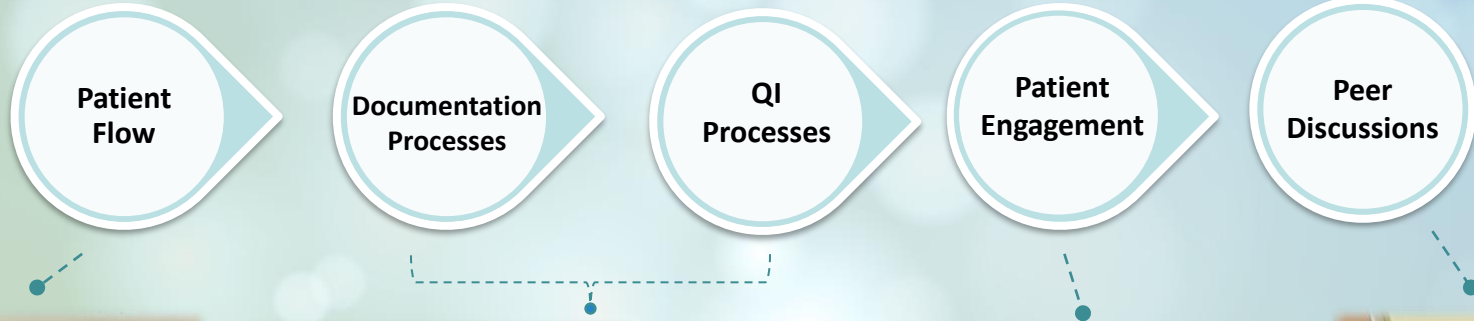 Patient
Flow
Documentation
Processes
QI
Processes
Patient
Engagement
Peer
Discussions